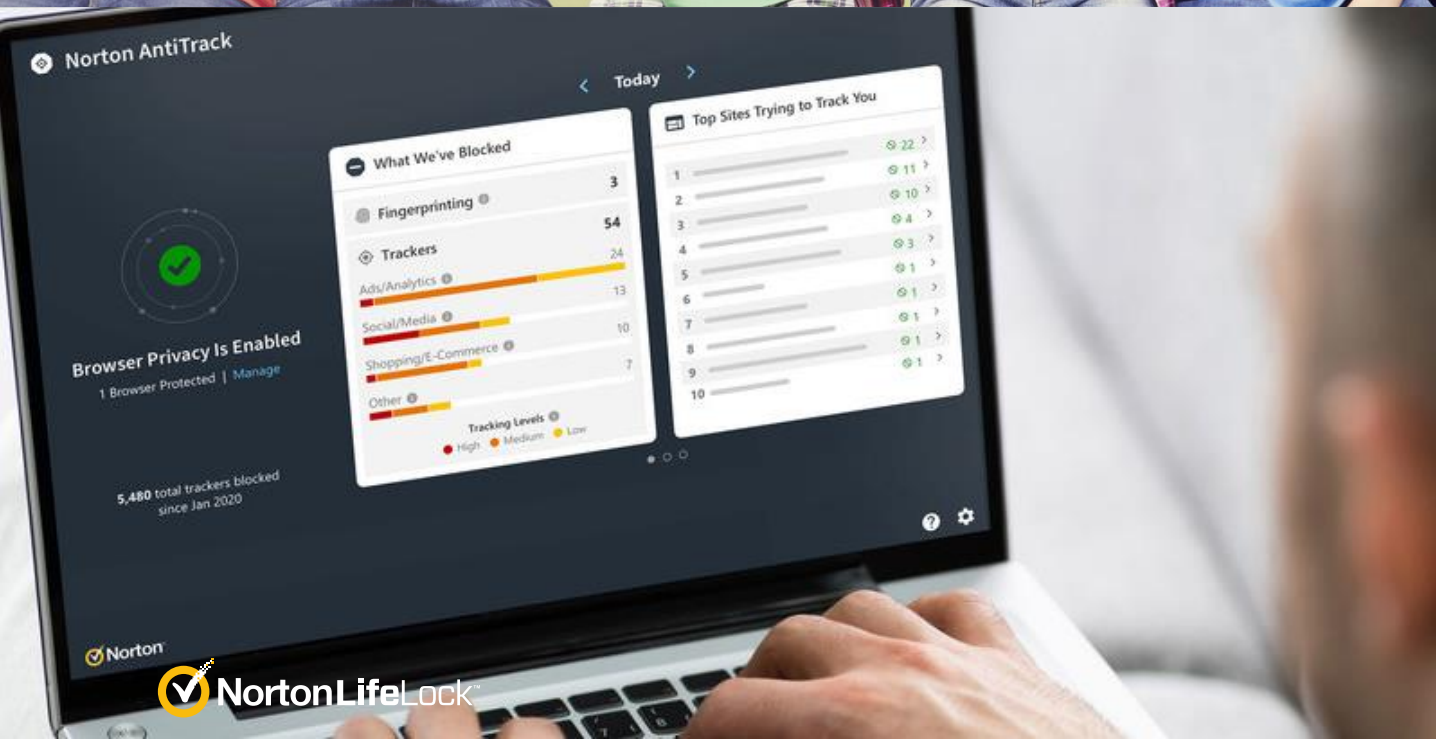 Norton AntiTrack
Today
What We've Blocked
Fingerprinting 3
Trackers 54
Ads/Analytics 24
Social/Media 13
Shopping/E-Commerce 10
Other 7
Tracking Levels
High Medium Low
Top Sites Trying to Track You
1 22
2 11
3 10
4 4
5 3
6 1
7 1
8 1
9 1
10 1
Browser Privacy Is Enabled
1 Browser Protected | Manage
5,480 total trackers blocked
since Jan 2020
Norton
NortonLifeLock